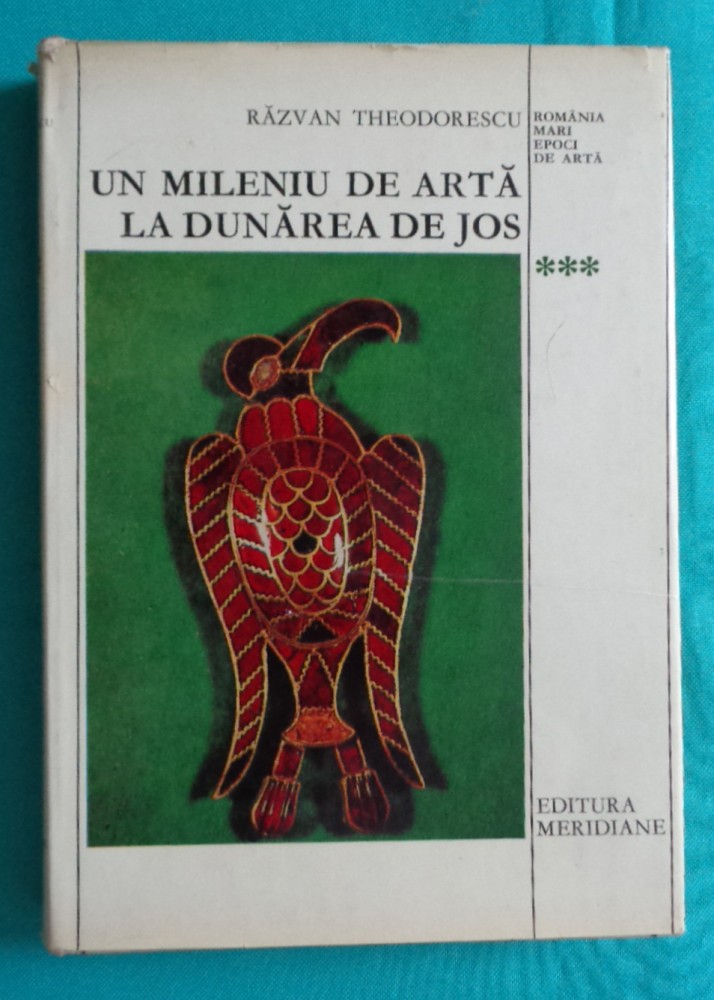 RĂZVAN THEODORESCU
UN MILENIU DE ARTĂ
LA DUNĂREA DE JOS
ROMÂNIA
MARI
EPOCI
DE ARTĂ
***
EDITURA
MERIDIANE